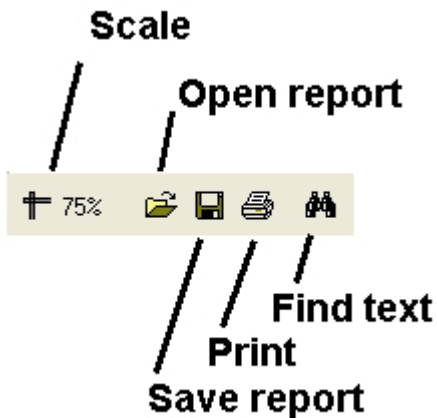 Scale
Open report
75%
Find text
Print
Save report